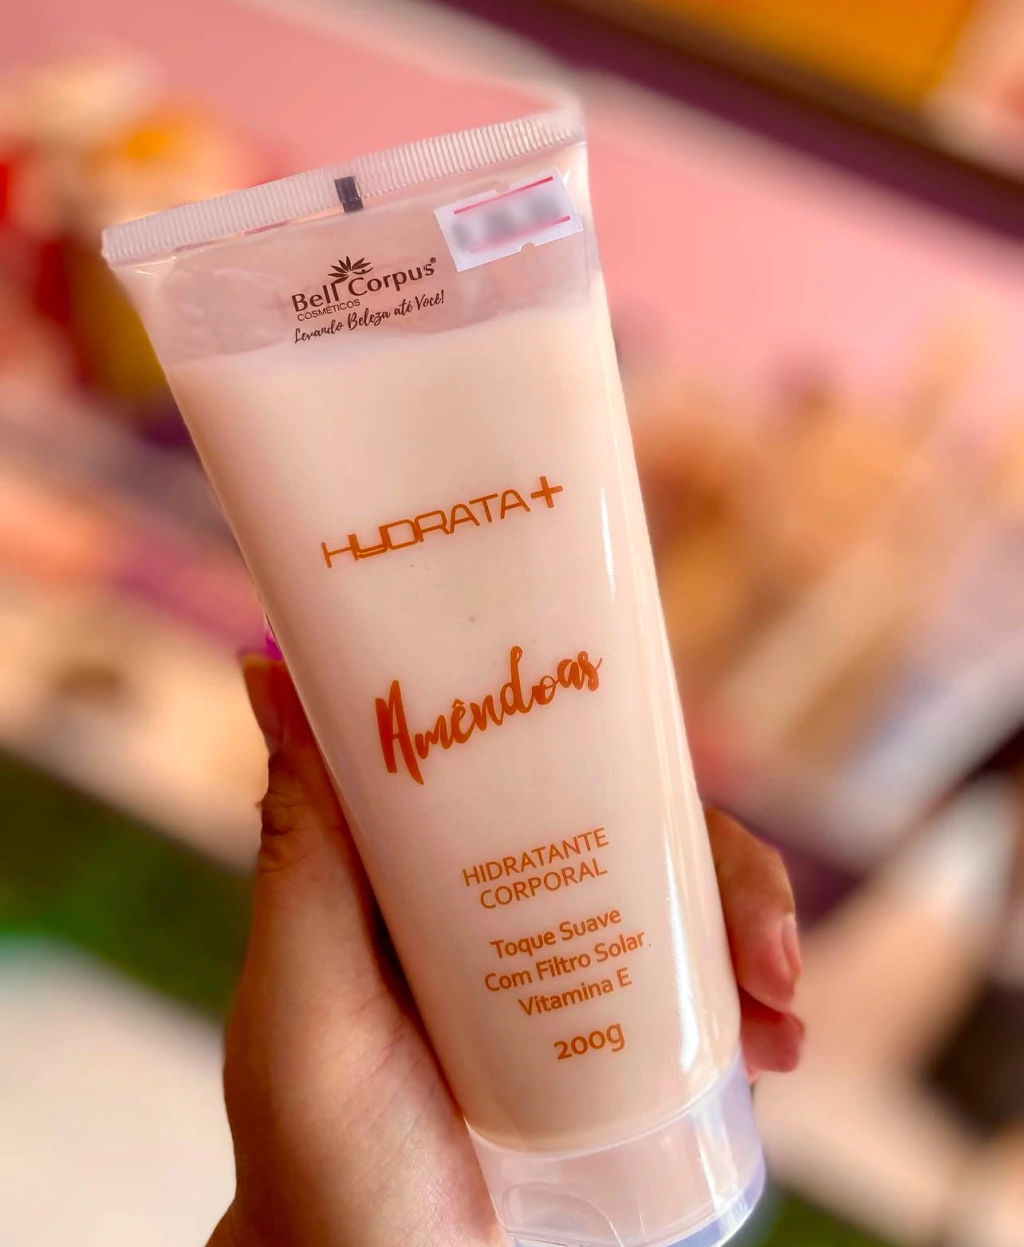 Bell Corpus®
COSMÉTICOS
Levando Beleza até Você!
HYDRATA+
Amêndoas
HIDRATANTE
CORPORAL
Toque Suave
Com Filtro Solar
Vitamina E
200g